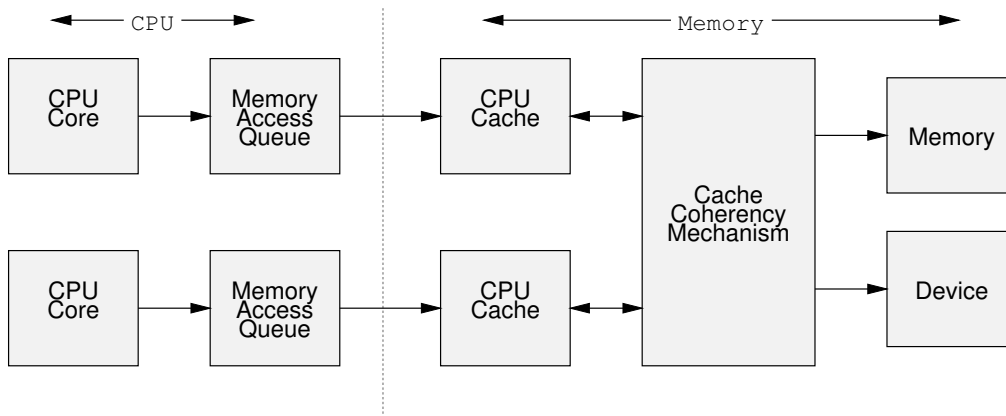 CPU
Memory
CPU
Core
Memory
Access
Queue
CPU
Cache
Memory
Cache
Coherency
Mechanism
CPU
Core
Memory
Access
Queue
CPU
Cache
Device